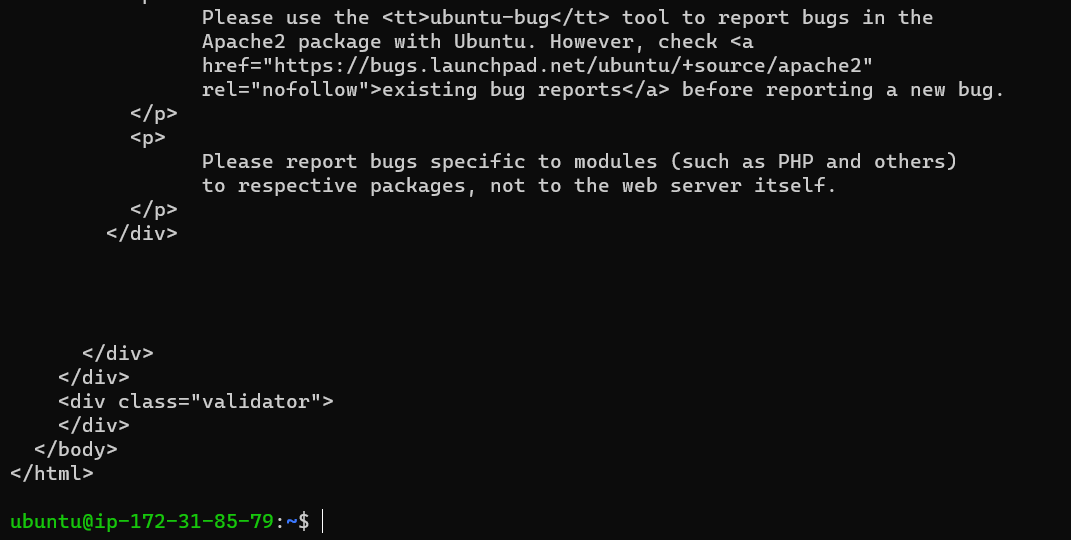 Please use the <tt>ubuntu-bug</tt> tool to report bugs in the
Apache2 package with Ubuntu. However, check <a
href="https://bugs.launchpad.net/ubuntu/+source/apache2"
rel="nofollow">existing bug reports</a> before reporting a new bug.
</p>
<p>
Please report bugs specific to modules (such as PHP and others)
to respective packages, not to the web server itself.
</p>
</div>
</div>
</div>
<div class="validator">
</div>
</body>
</html>
ubuntu@ip-172-31-85-79:~$